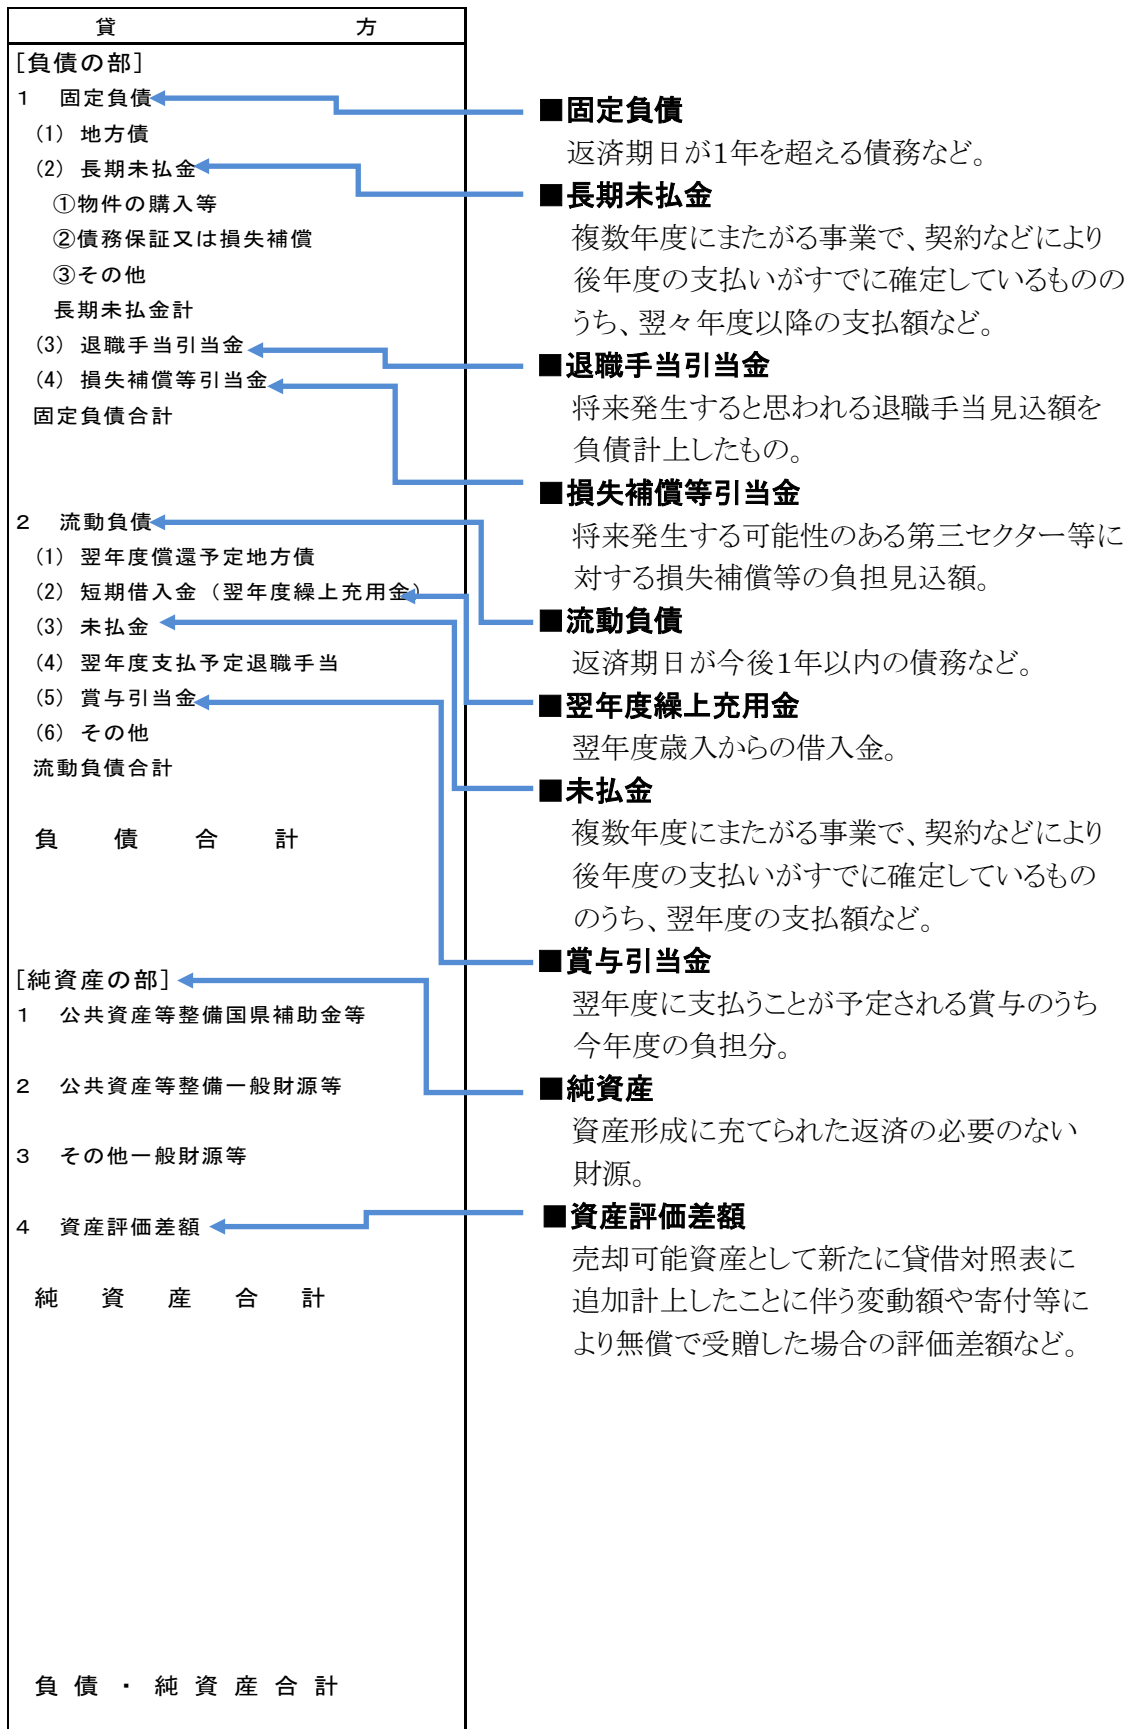 貸　方
[負債の部]
１　固定負債
(1) 地方債
(2) 長期未払金
①物件の購入等
②債務保証又は損失補償
③その他
長期未払金計
(3) 退職手当引当金
(4) 損失補償等引当金
固定負債合計
２　流動負債
(1) 翌年度償還予定地方債
(2) 短期借入金（翌年度繰上充用金）
(3) 未払金
(4) 翌年度支払予定退職手当
(5) 賞与引当金
(6) その他
流動負債合計
負　債　合　計
[純資産の部]
１　公共資産等整備国県補助金等
２　公共資産等整備一般財源等
３　その他一般財源等
４　資産評価差額
純　資　産　合　計
負 債 ・ 純 資 産 合 計
■固定負債
返済期日が１年を超える債務など。
■長期未払金
複数年度にまたがる事業で、契約などにより
後年度の支払いがすでに確定しているものの
うち、翌々年度以降の支払額など。
■退職手当引当金
将来発生すると思われる退職手当見込額を
負債計上したもの。
■損失補償等引当金
将来発生する可能性のある第三セクター等に
対する損失補償等の負担見込額。
■流動負債
返済期日が今後１年以内の債務など。
■翌年度繰上充用金
翌年度歳入からの借入金。
■未払金
複数年度にまたがる事業で、契約などにより
後年度の支払いがすでに確定しているもの
のうち、翌年度の支払額など。
■賞与引当金
翌年度に支払うことが予定される賞与のうち
今年度の負担分。
■純資産
資産形成に充てられた返済の必要のない
財源。
■資産評価差額
売却可能資産として新たに貸借対照表に
追加計上したことに伴う変動額や寄付等に
より無償で受贈した場合の評価差額など。